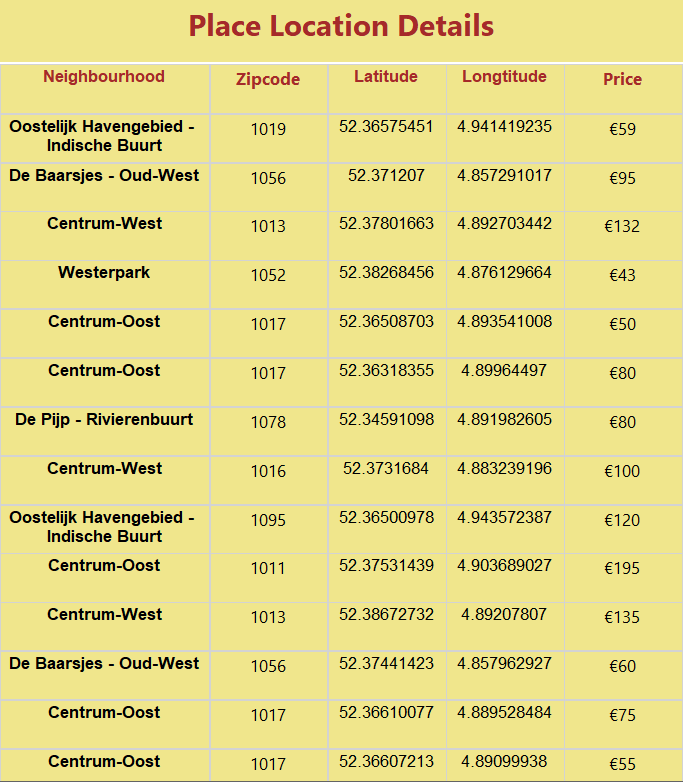 Place Location Details
Neighbourhood Zipcode Latitude Longtitude Price
Oostelijk Havengebied -
Indische Buurt 1019 52.36575451 4.941419235 €59
De Baarsjes - Oud-West 1056 52.371207 4.857291017 €95
Centrum-West 1013 52.37801663 4.892703442 €132
Westerpark 1052 52.38268456 4.876129664 €43
Centrum-Oost 1017 52.36508703 4.893541008 €50
Centrum-Oost 1017 52.36318355 4.89964497 €80
De Pijp - Rivierenbuurt 1078 52.34591098 4.891982605 €80
Centrum-West 1016 52.3731684 4.883239196 €100
Oostelijk Havengebied -
Indische Buurt 1095 52.36500978 4.943572387 €120
Centrum-Oost 1011 52.37531439 4.903689027 €195
Centrum-West 1013 52.38672732 4.89207807 €135
De Baarsjes - Oud-West 1056 52.37441423 4.857962927 €60
Centrum-Oost 1017 52.36610077 4.889528484 €75
Centrum-Oost 1017 52.36607213 4.89099938 €55